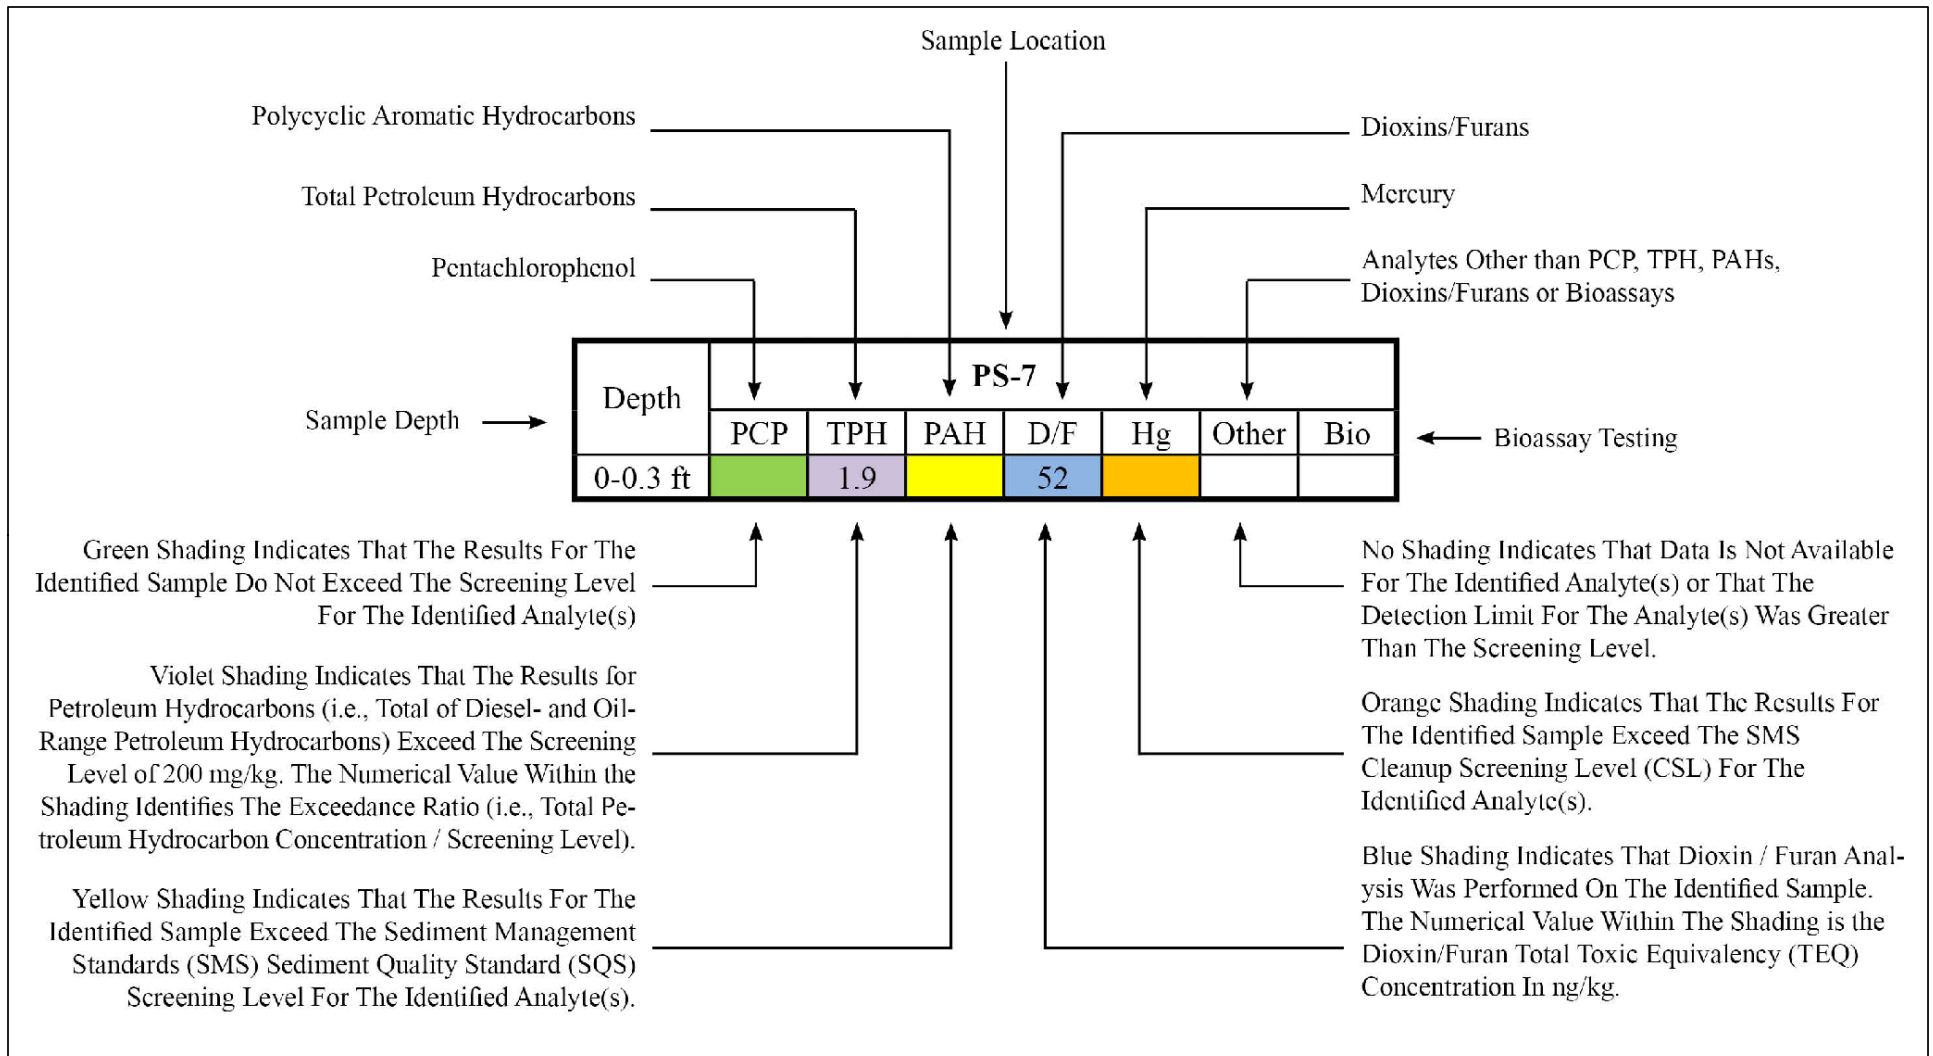 Sample Location
Polycyclic Aromatic Hydrocarbons
Total Petroleum Hydrocarbons
Pentachlorophenol
Dioxins/Furans
Mercury
Analytes Other than PCP, TPH, PAHs,
Dioxins/Furans or Bioassays
Sample Depth
Depth
PS-7
PCP TPH PAH D/F Hg Other Bio
0-0.3 ft 1.9 52
Bioassay Testing
Green Shading Indicates That The Results For The
Identified Sample Do Not Exceed The Screening Level
For The Identified Analyte(s)
Violet Shading Indicates That The Results for
Petroleum Hydrocarbons (i.e., Total of Diesel- and Oil-
Range Petroleum Hydrocarbons) Exceed The Screening
Level of 200 mg/kg. The Numerical Value Within the
Shading Identifies The Exceedance Ratio (i.e., Total Pe-
troleum Hydrocarbon Concentration / Screening Level).
Yellow Shading Indicates That The Results For The
Identified Sample Exceed The Sediment Management
Standards (SMS) Sediment Quality Standard (SQS)
Screening Level For The Identified Analyte(s).
No Shading Indicates That Data Is Not Available
For The Identified Analyte(s) or That The
Detection Limit For The Analyte(s) Was Greater
Than The Screening Level.
Orange Shading Indicates That The Results For
The Identified Sample Exceed The SMS
Cleanup Screening Level (CSL) For The
Identified Analyte(s).
Blue Shading Indicates That Dioxin / Furan Anal-
ysis Was Performed On The Identified Sample.
The Numerical Value Within The Shading is the
Dioxin/Furan Total Toxic Equivalency (TEQ)
Concentration In ng/kg.